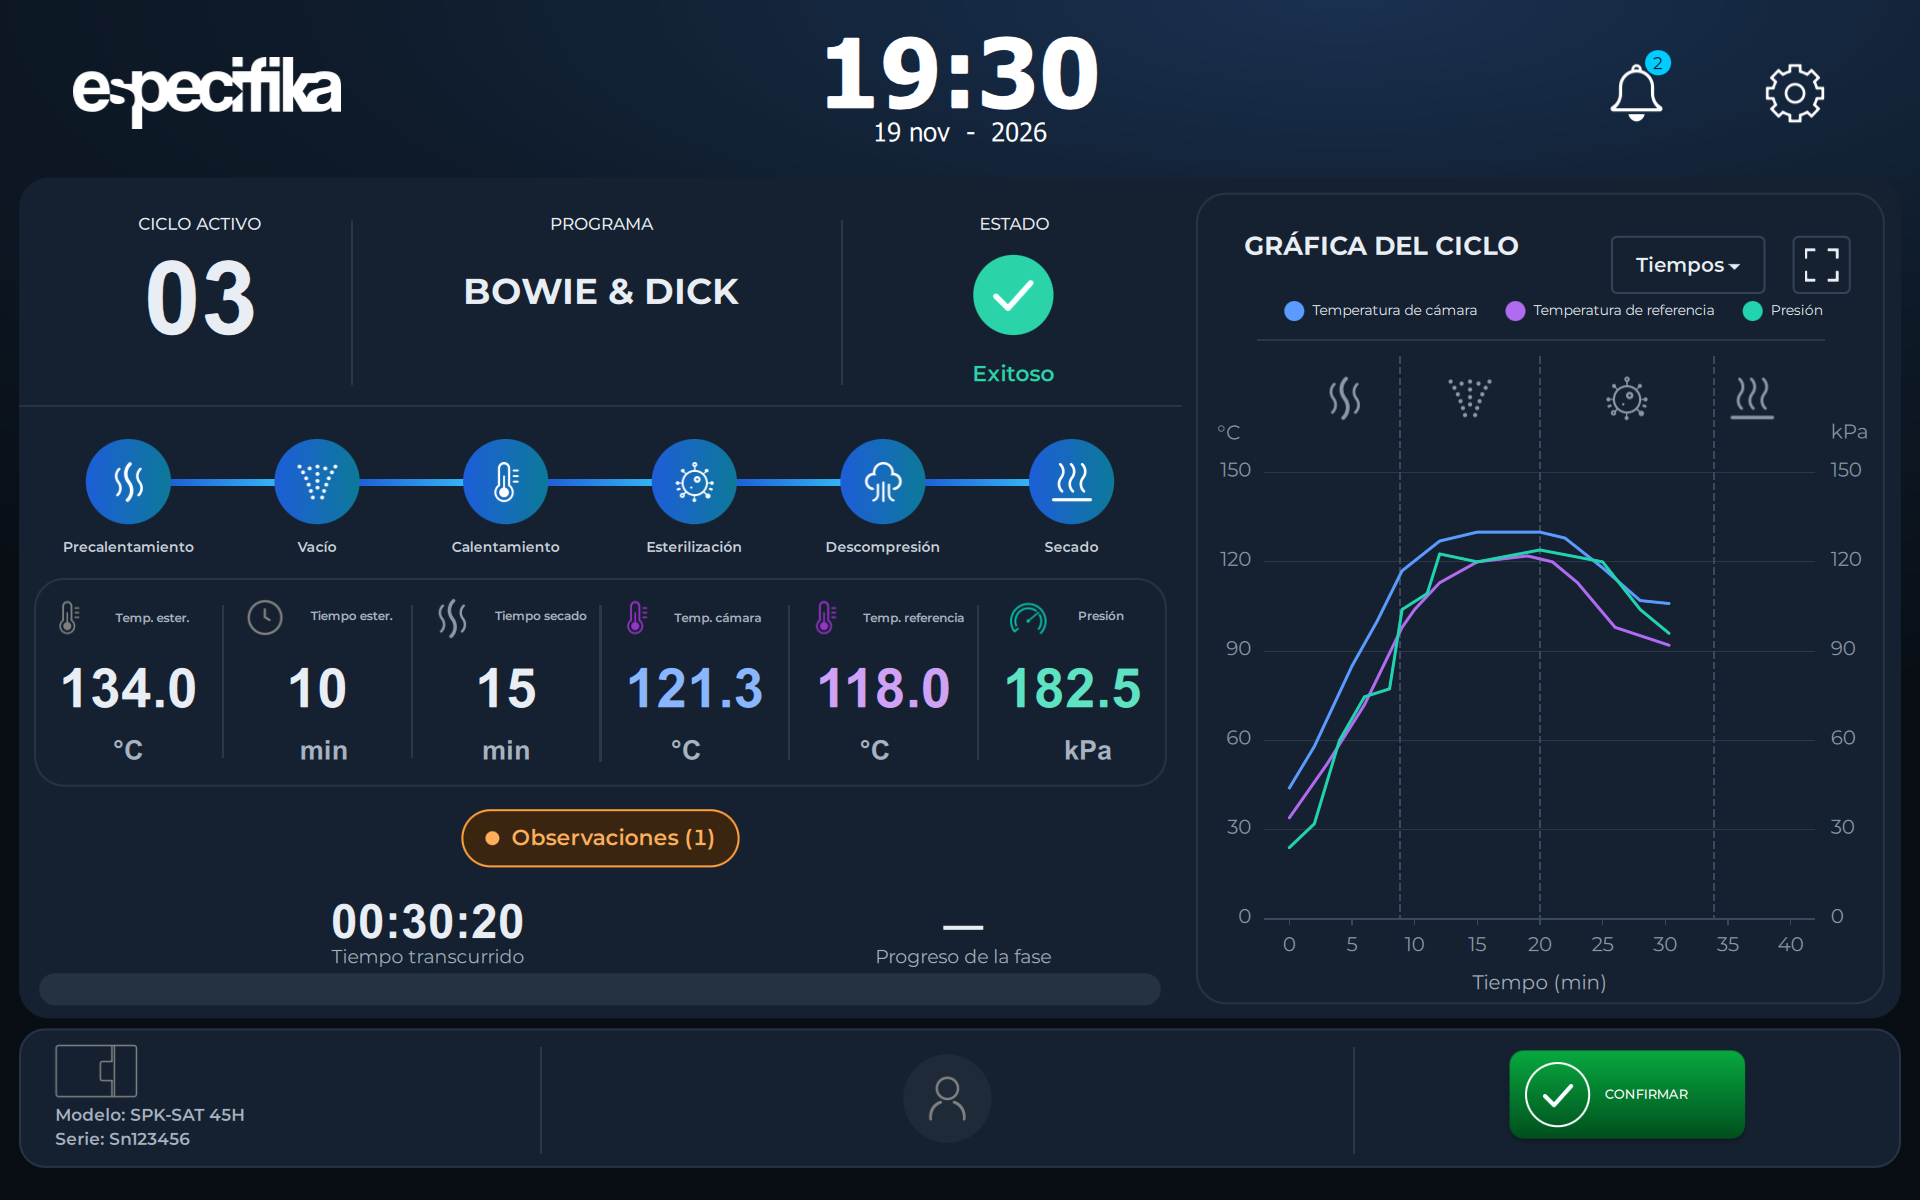 especifika
19:30
19 nov - 2026
2
CICLO ACTIVO
03
PROGRAMA
BOWIE & DICK
ESTADO
Exitoso
Precalentamiento
Vacío
Calentamiento
Esterilización
Descompresión
Secado
Temp. ester.
134.0
°C
Tiempo ester.
10
min
Tiempo secado
15
min
Temp. cámara
121.3
°C
Temp. referencia
118.0
°C
Presión
182.5
kPa
Observaciones (1)
00:30:20
Tiempo transcurrido
—
Progreso de la fase
GRÁFICA DEL CICLO
Tiempos
Temperatura de cámara
Temperatura de referencia
Presión
°C
kPa
150
150
120
120
90
90
60
60
30
30
0
0
0 5 10 15 20 25 30 35 40
Tiempo (min)
Modelo: SPK-SAT 45H
Serie: Sn123456
CONFIRMAR